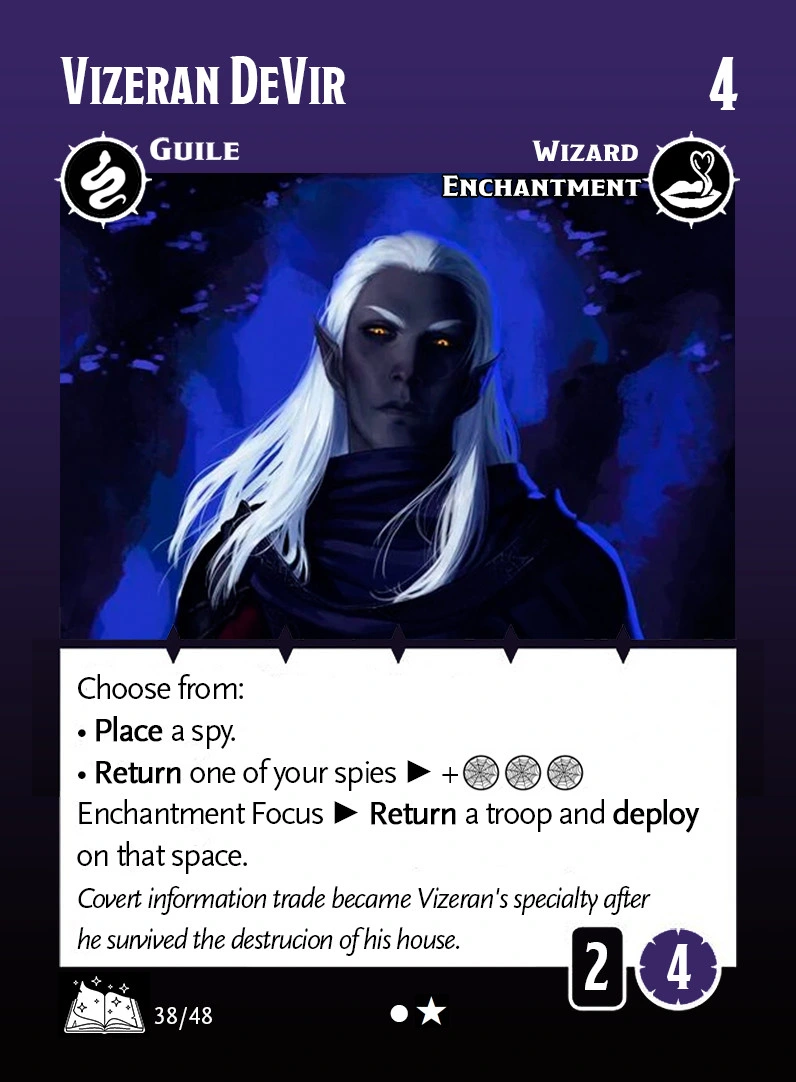 Vizeran DeVir 4
Guile Wizard
Enchantment
Choose from:
• Place a spy.
• Return one of your spies ► +
Enchantment Focus ► Return a troop and deploy
on that space.
Covert information trade became Vizeran's specialty after
he survived the destrucion of his house.
2 4
38/48